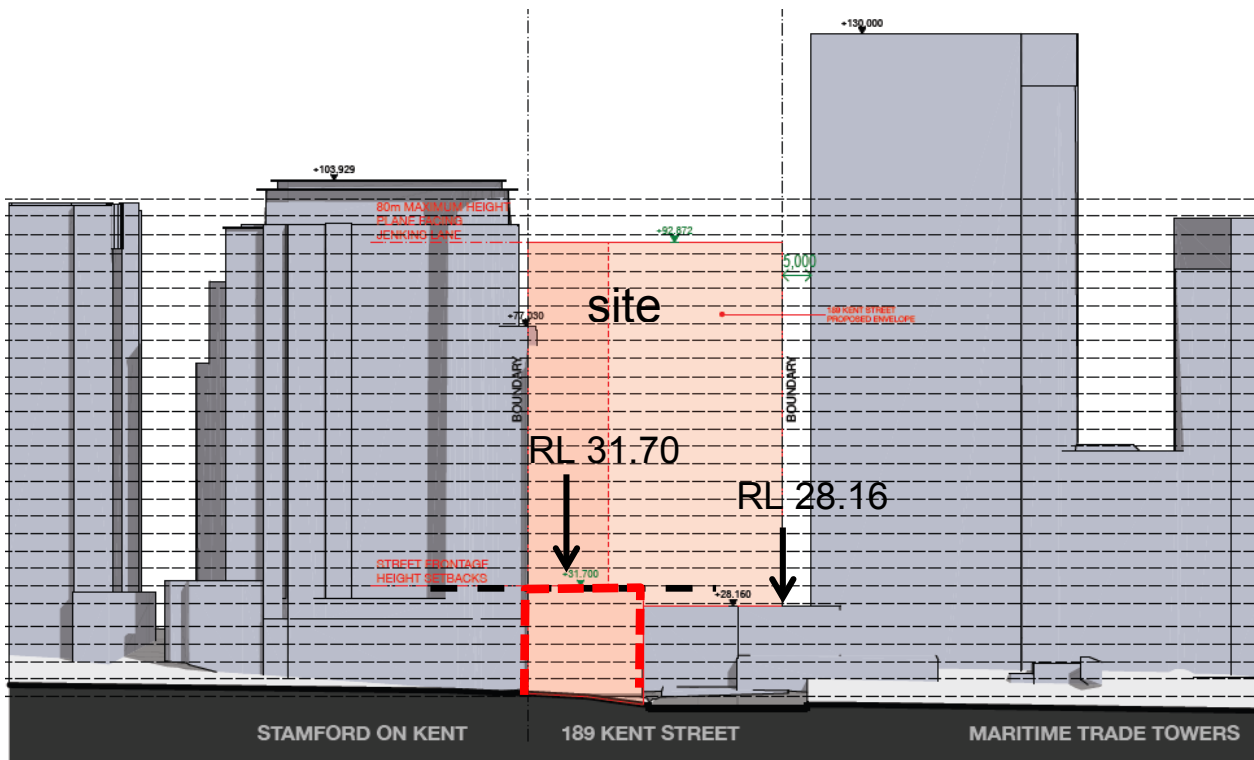 +130.000
+103.929
80m MAXIMUM HEIGHT
PLANE FACING
JENKINS LANE
+92.672
5,000
site
189 KENT STREET
PROPOSED ENVELOPE
+77.030
BOUNDARY
BOUNDARY
RL 31.70
RL 28.16
STREET FRONTAGE
HEIGHT SETBACKS
+31.700
+28.160
STAMFORD ON KENT
189 KENT STREET
MARITIME TRADE TOWERS